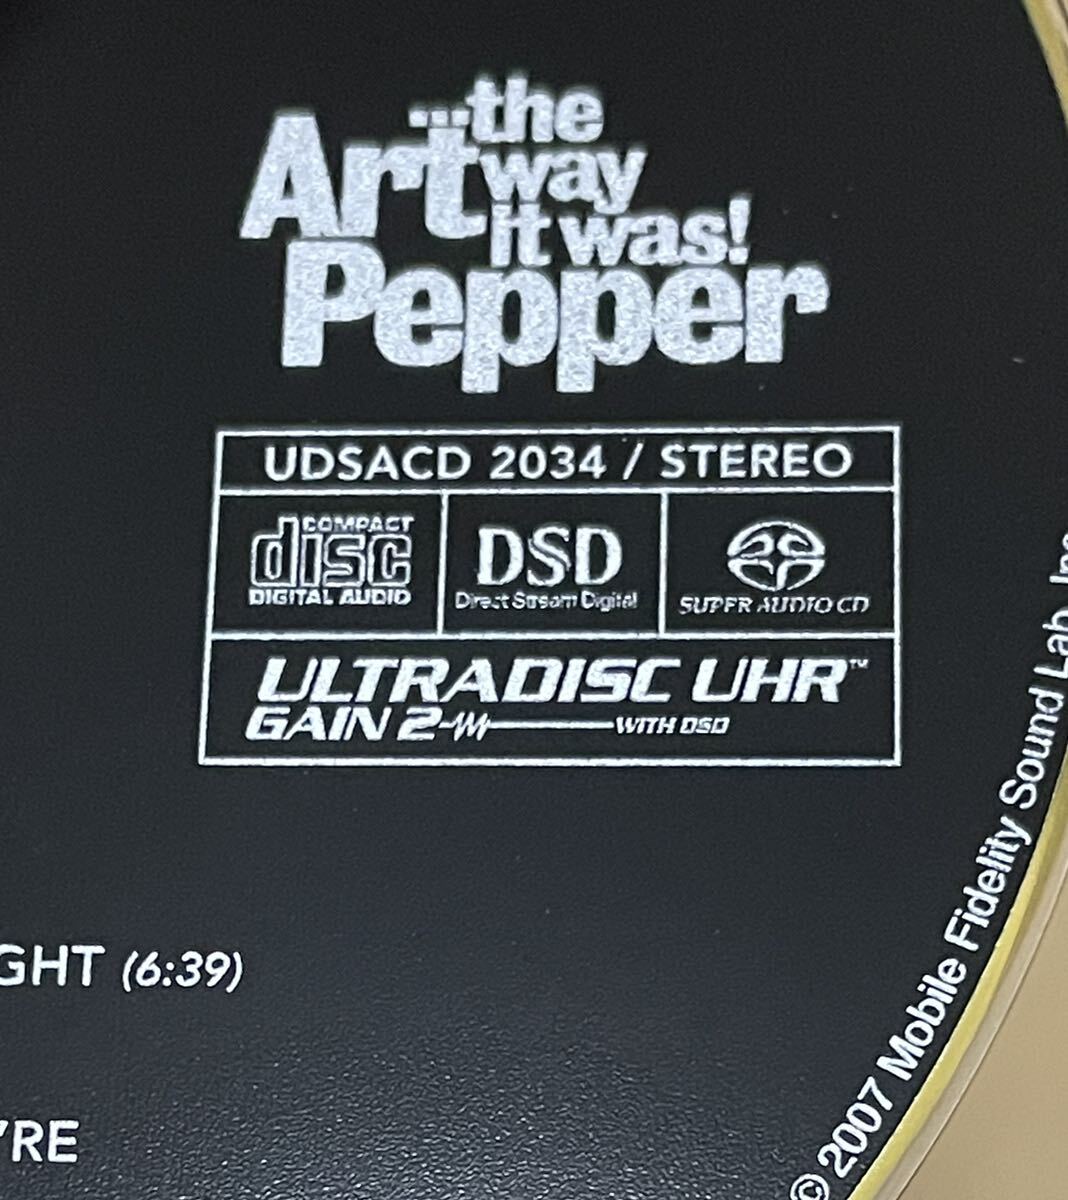 ...the
Art way
it was!
Pepper
UDSACD 2034 / STEREO
COMPACT
disc
DIGITAL AUDIO
DSD
Direct Stream Digital
SUPER AUDIO CD
ULTRADISC UHR™
GAIN 2 WITH DSD
GHT (6:39)
'RE
© 2007 Mobile Fidelity Sound Lab, Inc.